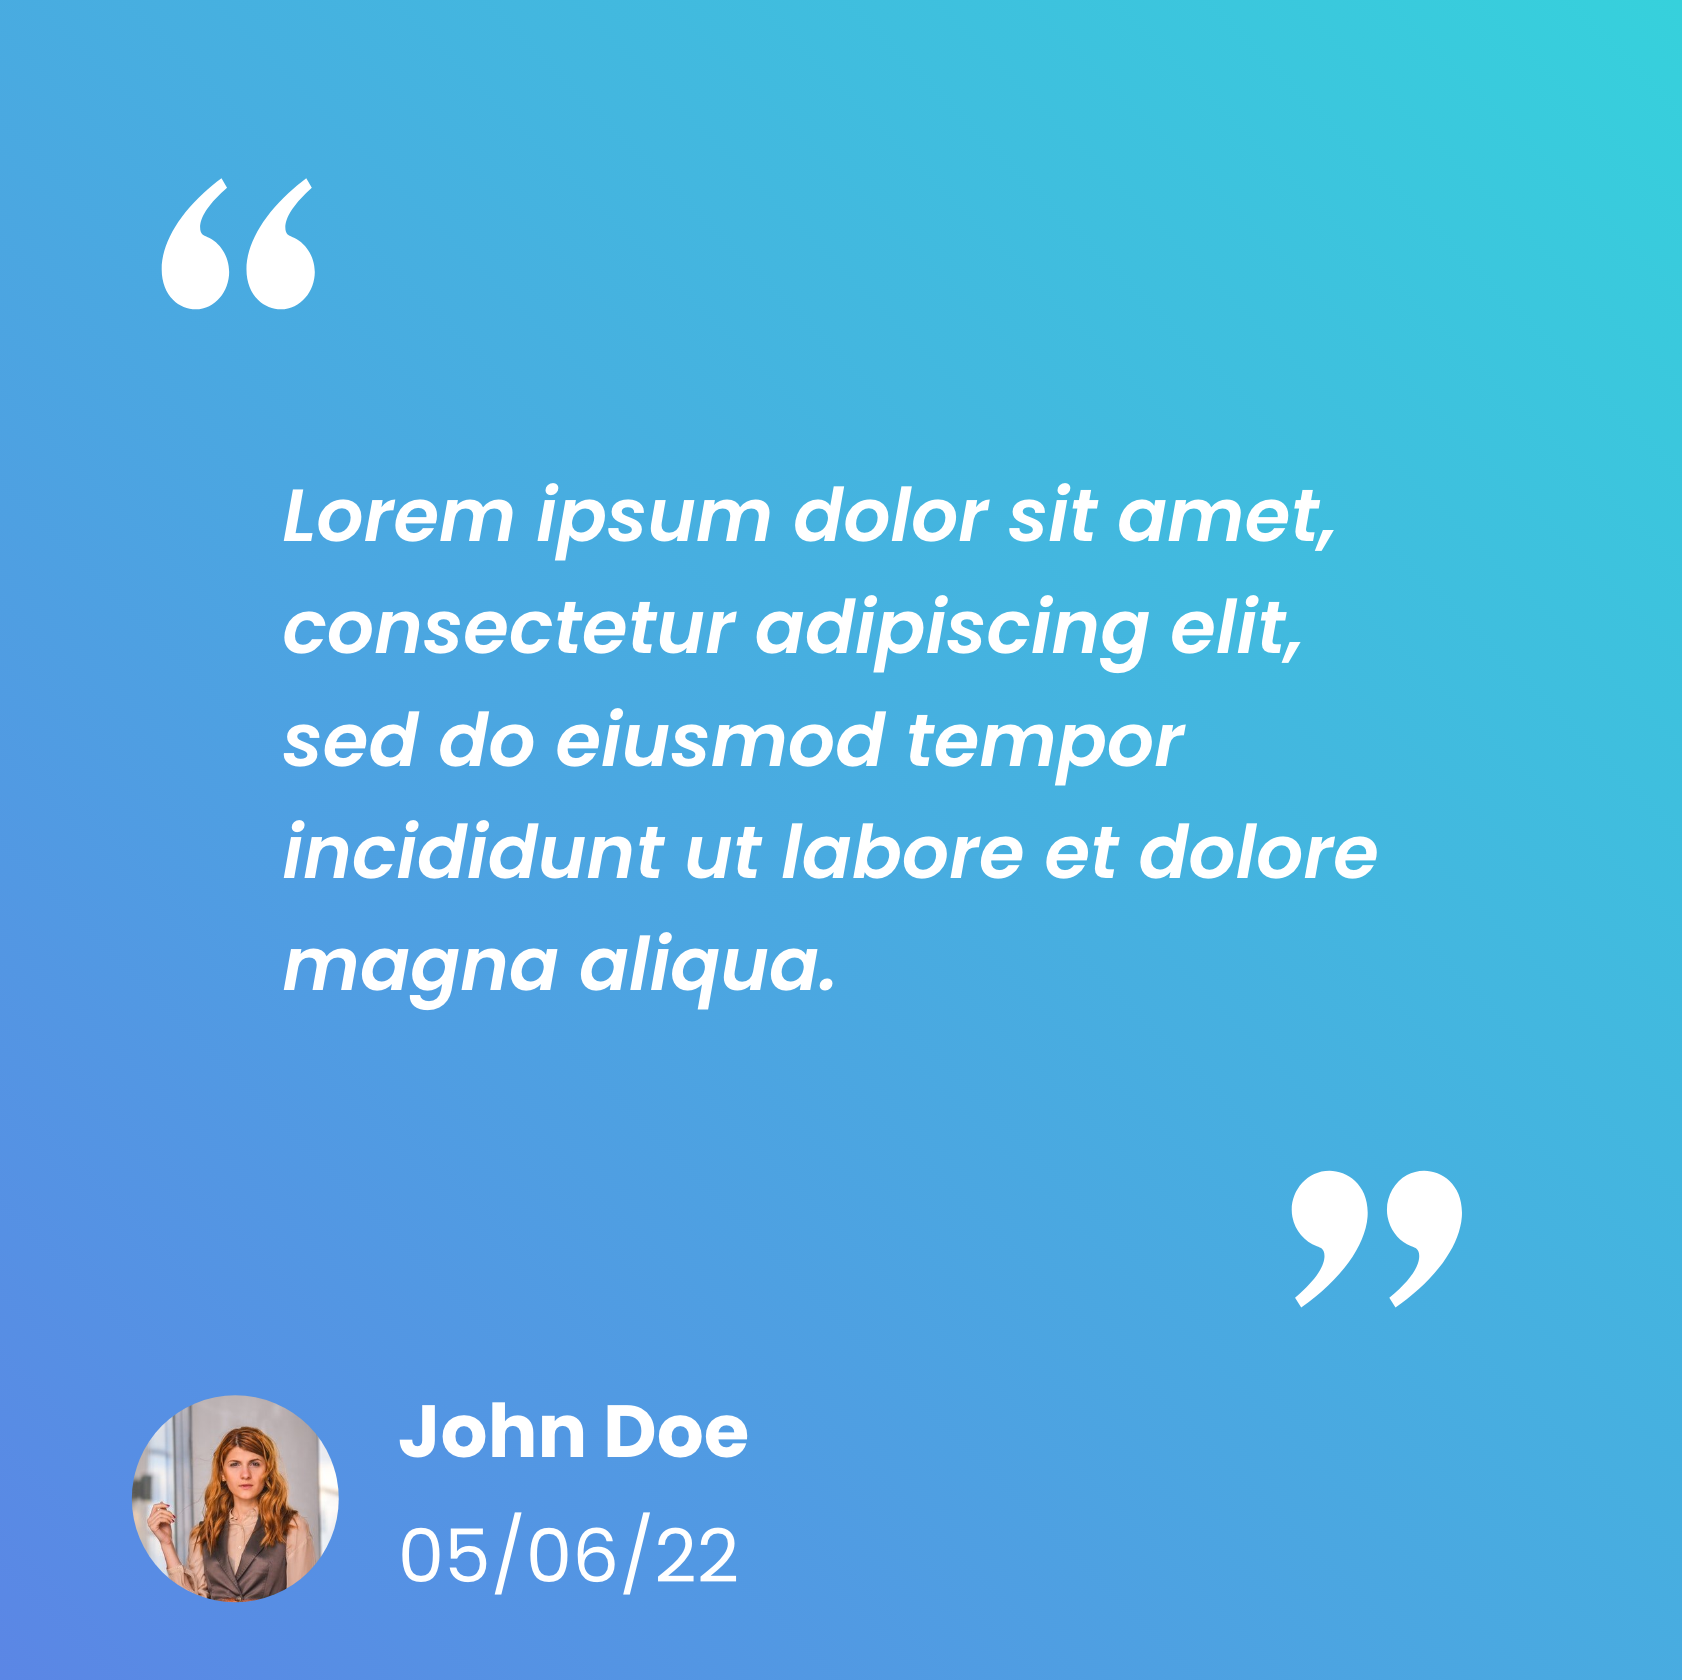 “
Lorem ipsum dolor sit amet,
consectetur adipiscing elit,
sed do eiusmod tempor
incididunt ut labore et dolore
magna aliqua.
”
John Doe
05/06/22